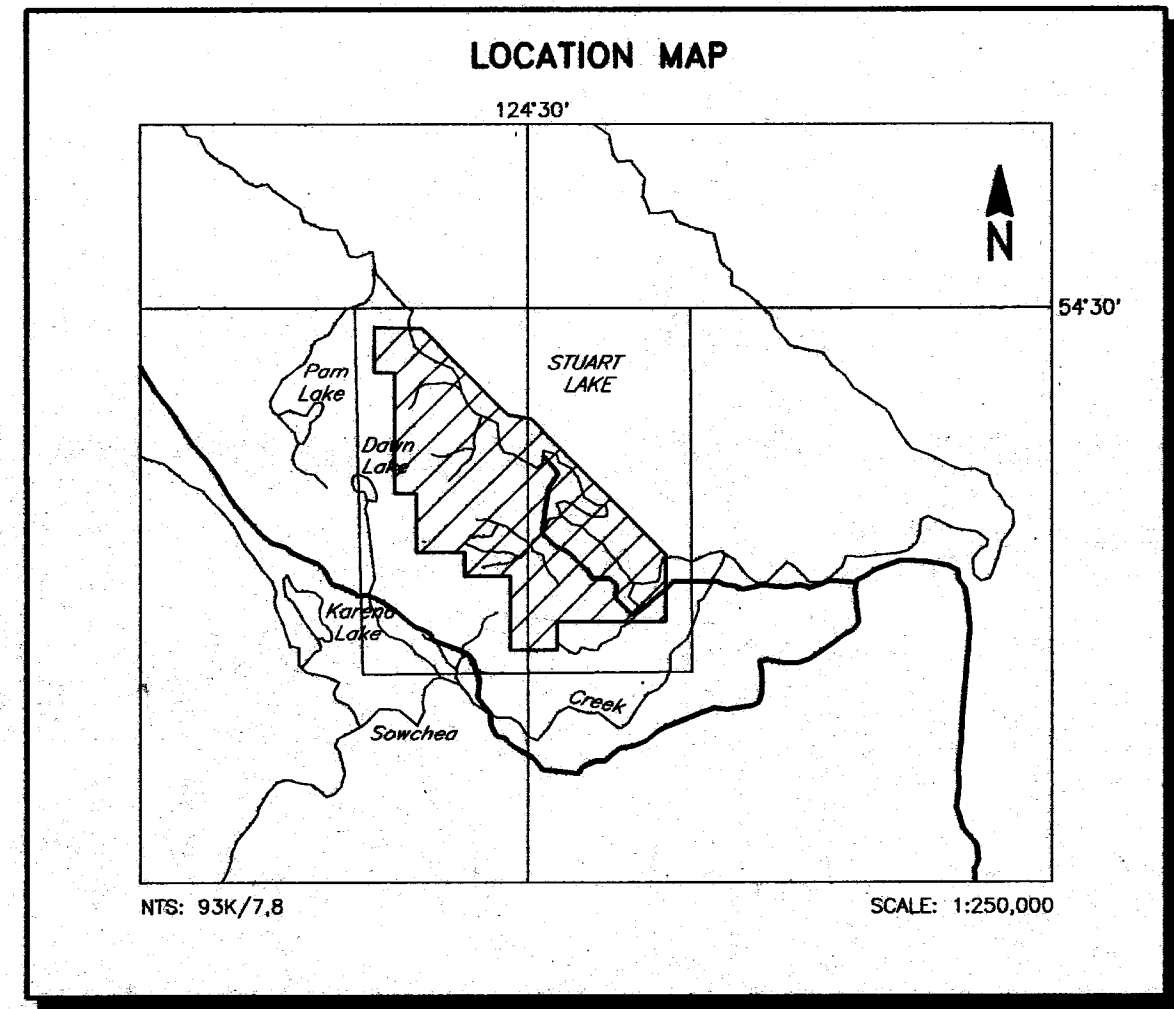 LOCATION MAP
124°30'
N
54°30'
STUART
LAKE
Pam
Lake
Dawn
Lake
Karena
Lake
Creek
Sowchea
NTS: 93K/7,8
SCALE: 1:250,000